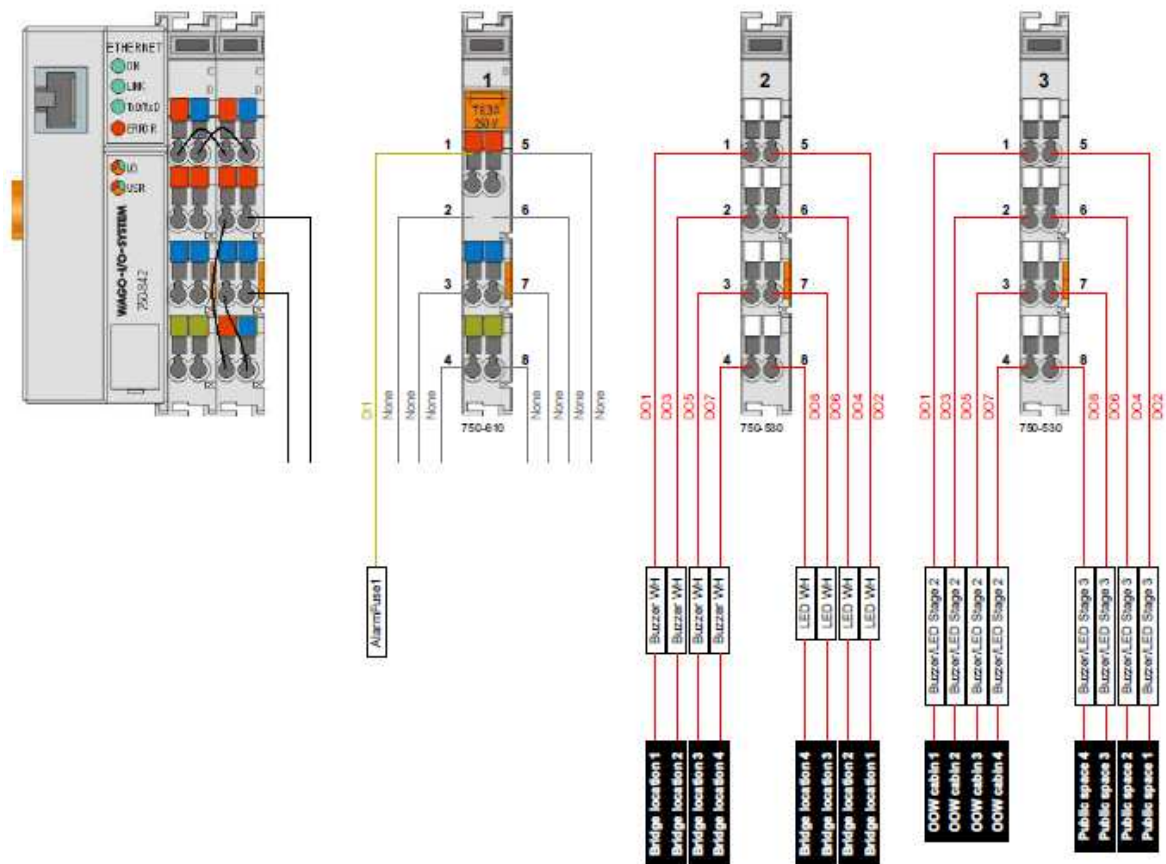 ETHERNET
ON
LINK
TxD/RxD
ERROR
I/O
USR
WAGO-I/O-SYSTEM
750-842
C
D
C
D
1
T6.3A
250 V
1
5
2
6
3
7
4
8
DI1
None
None
None
None
None
None
None
750-610
AlarmFuse1
2
1
5
2
6
3
7
4
8
DO1
DO3
DO5
DO7
DO8
DO6
DO4
DO2
750-530
Buzzer WH
Buzzer WH
Buzzer WH
Buzzer WH
LED WH
LED WH
LED WH
LED WH
Bridge location 1
Bridge location 2
Bridge location 3
Bridge location 4
Bridge location 4
Bridge location 3
Bridge location 2
Bridge location 1
3
1
5
2
6
3
7
4
8
DO1
DO3
DO5
DO7
DO8
DO6
DO4
DO2
750-530
Buzzer/LED Stage 2
Buzzer/LED Stage 2
Buzzer/LED Stage 2
Buzzer/LED Stage 2
Buzzer/LED Stage 3
Buzzer/LED Stage 3
Buzzer/LED Stage 3
Buzzer/LED Stage 3
OOW cabin 1
OOW cabin 2
OOW cabin 3
OOW cabin 4
Public space 4
Public space 3
Public space 2
Public space 1